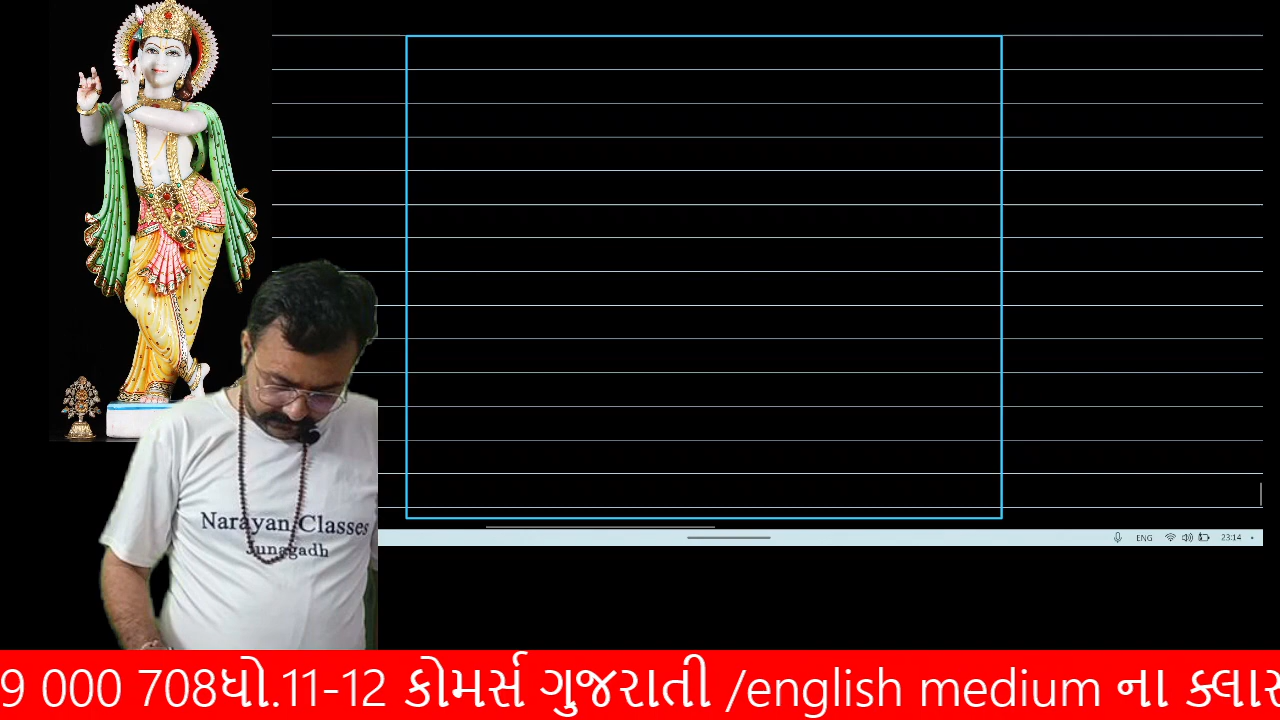 Narayan Classes
Junagadh
ENG 23:14
9 000 708ધો.11-12 કોમર્સ ગુજરાતી /english medium ના ક્લાસ